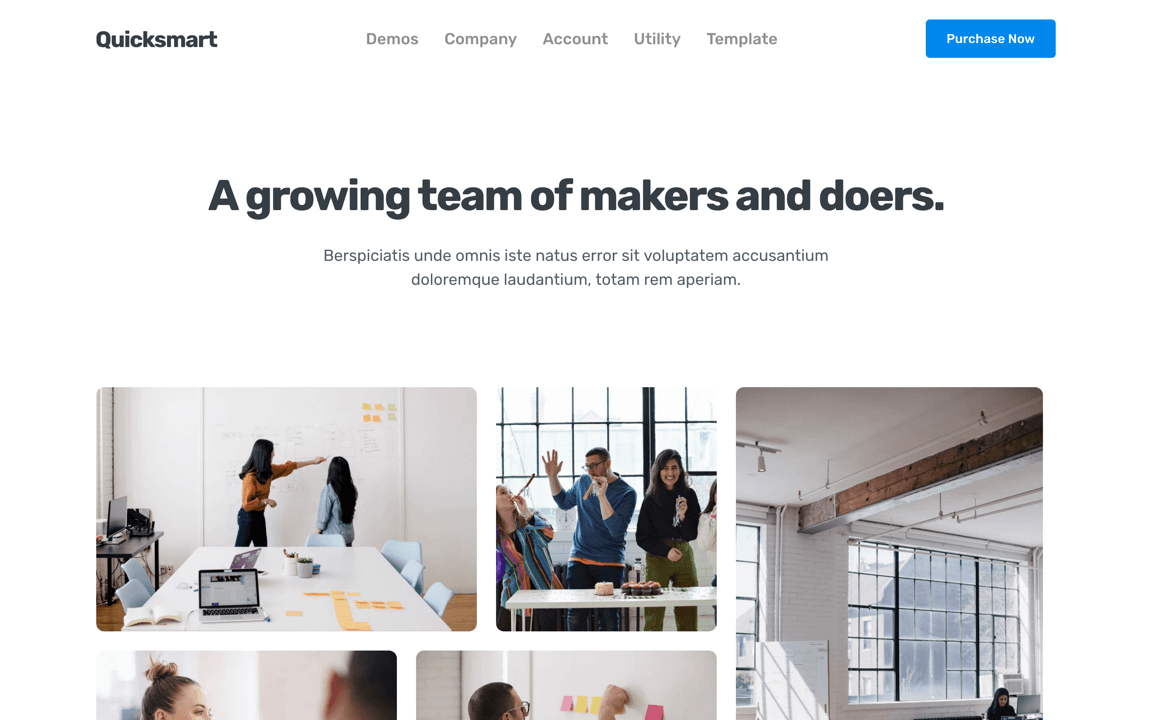 Quicksmart
Demos Company Account Utility Template
Purchase Now
A growing team of makers and doers.
Berspiciatis unde omnis iste natus error sit voluptatem accusantium
doloremque laudantium, totam rem aperiam.